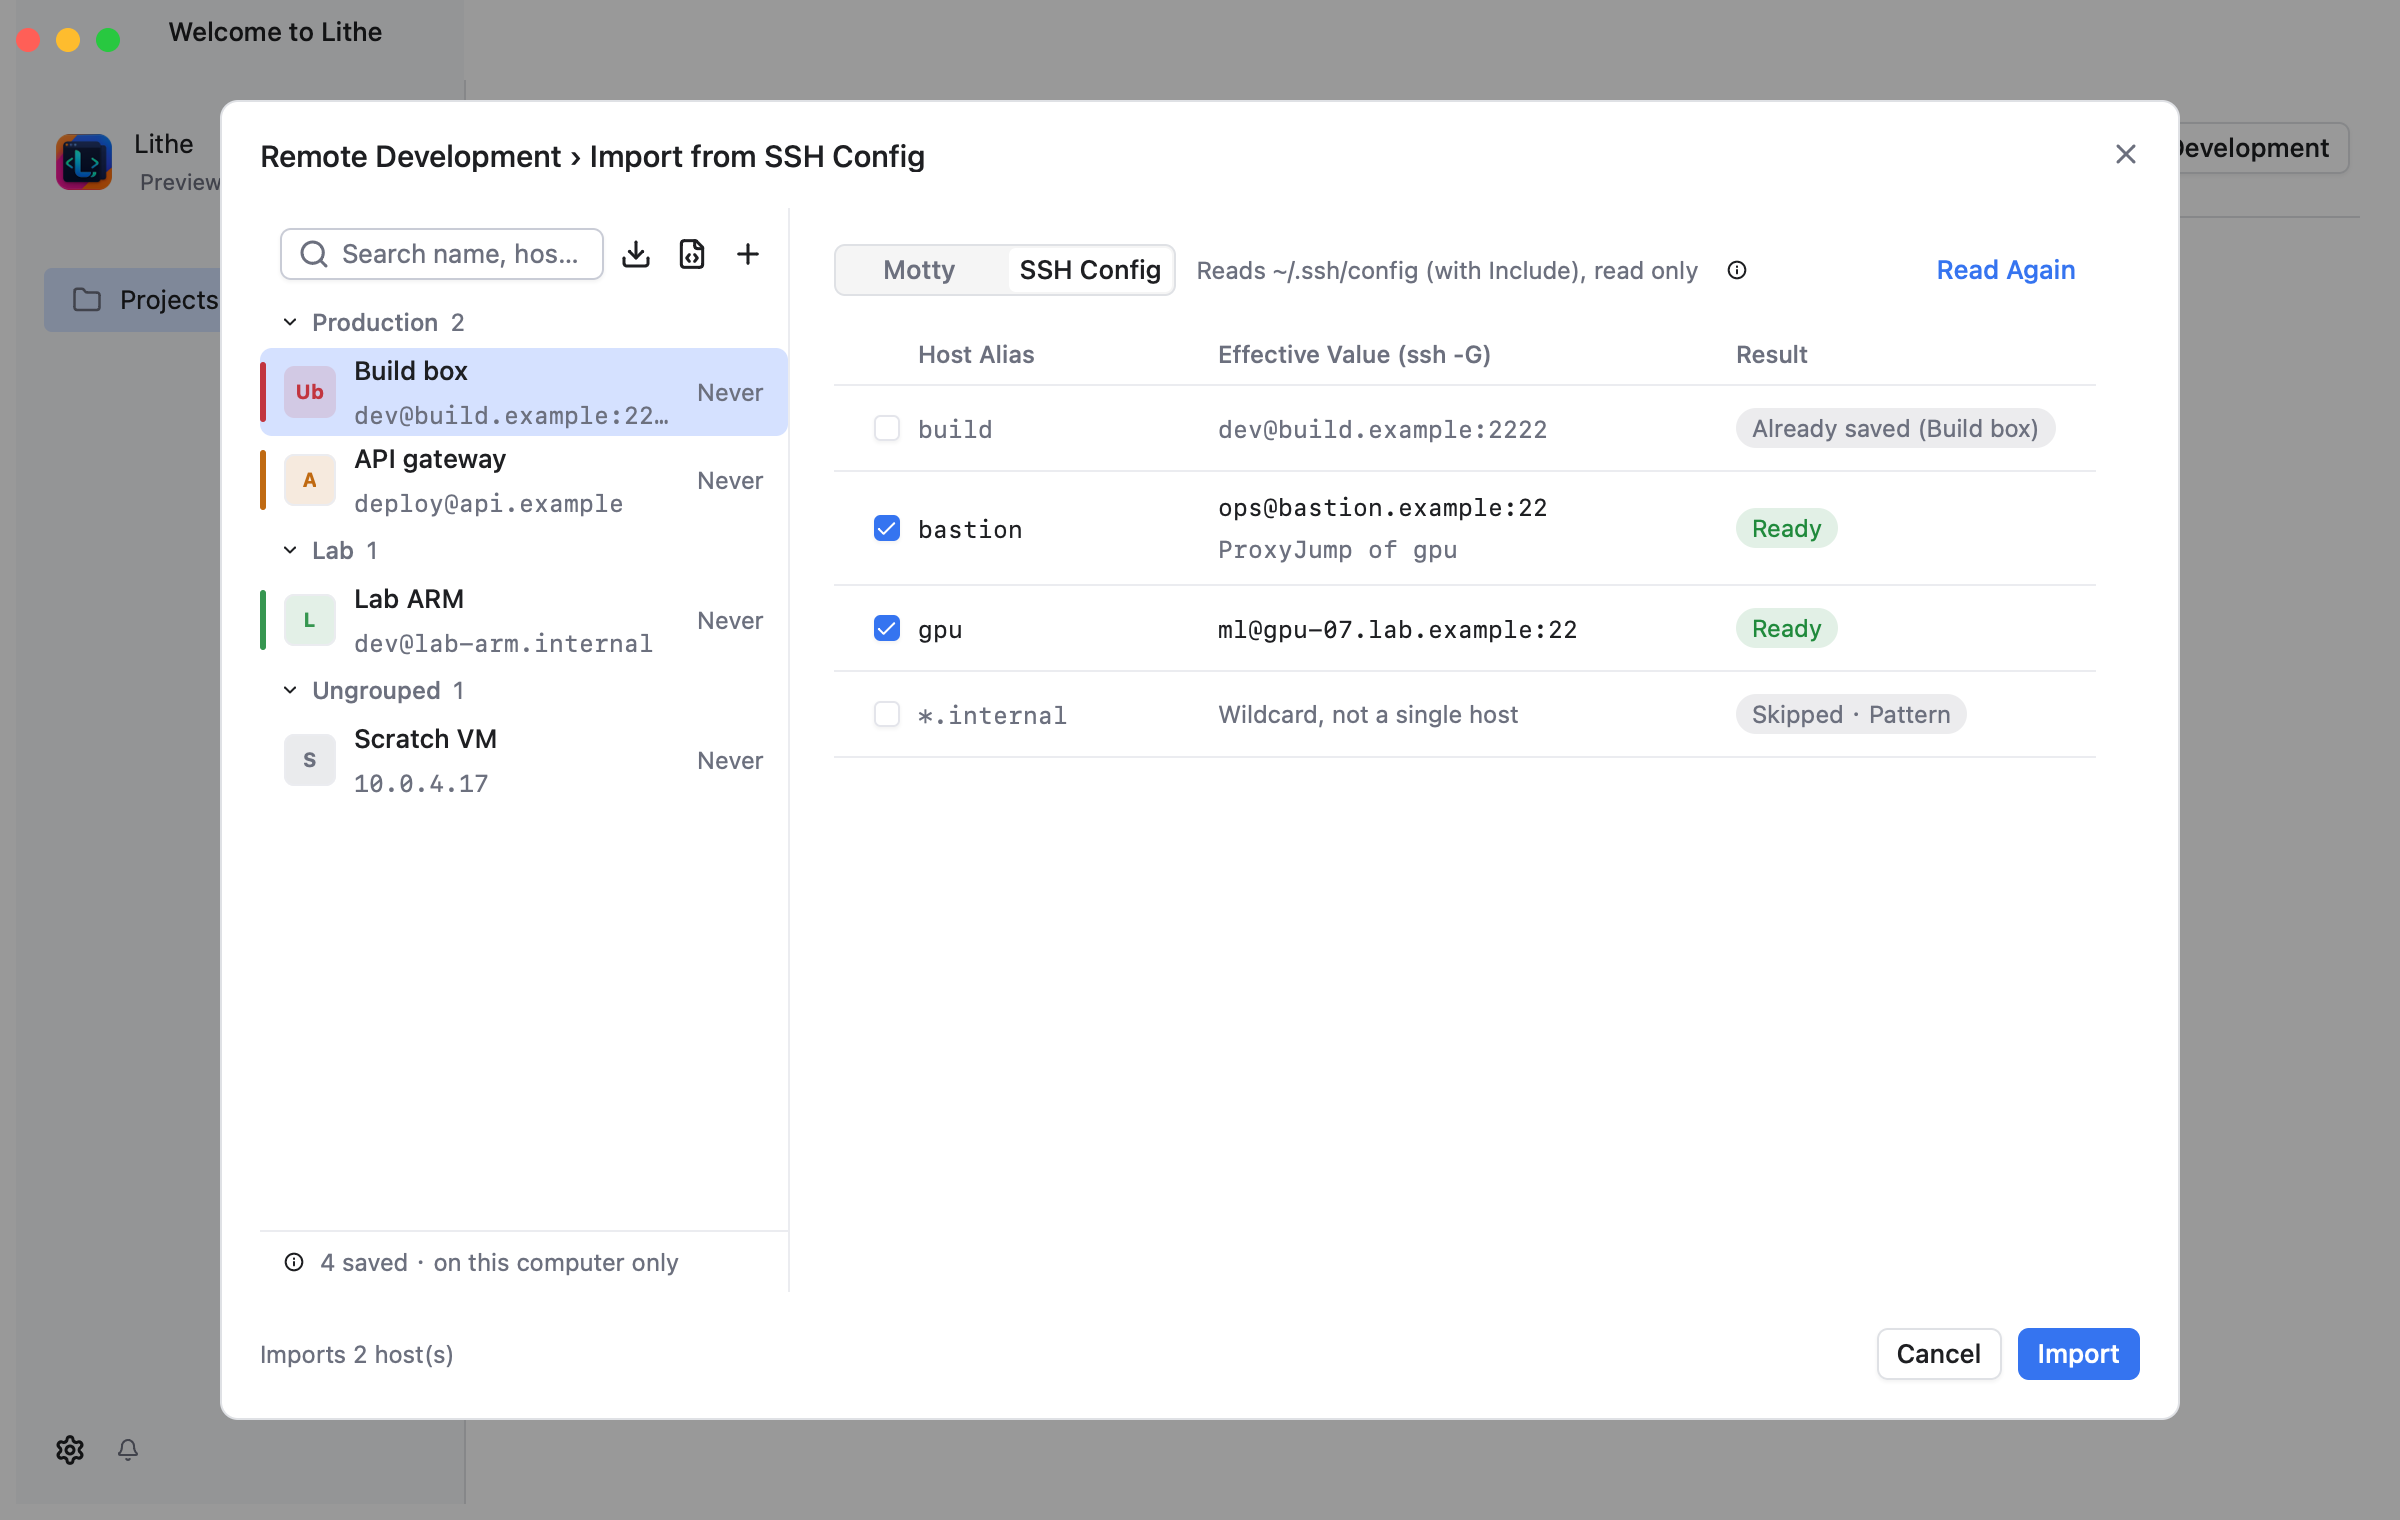 Welcome to Lithe
Lithe
Preview
Development
Projects
Remote Development › Import from SSH Config
Search name, hos...
Motty
SSH Config
Reads ~/.ssh/config (with Include), read only
Read Again
Production 2
Ub
Build box
dev@build.example:22…
Never
A
API gateway
deploy@api.example
Never
Lab 1
L
Lab ARM
dev@lab-arm.internal
Never
Ungrouped 1
S
Scratch VM
10.0.4.17
Never
Host Alias
Effective Value (ssh -G)
Result
build
dev@build.example:2222
Already saved (Build box)
bastion
ops@bastion.example:22
ProxyJump of gpu
Ready
gpu
ml@gpu-07.lab.example:22
Ready
*.internal
Wildcard, not a single host
Skipped · Pattern
4 saved · on this computer only
Imports 2 host(s)
Cancel
Import